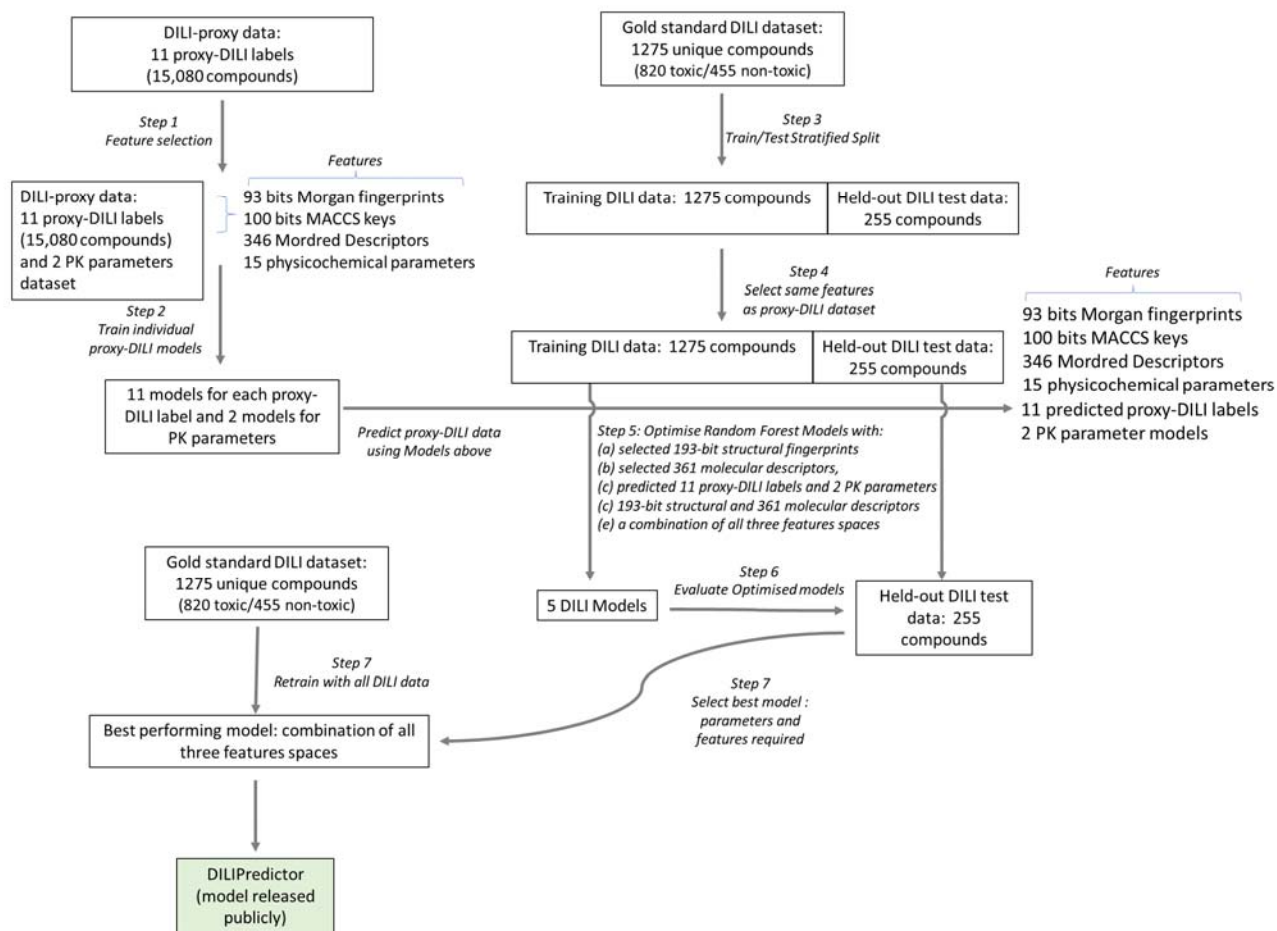 DILI-proxy data:
11 proxy-DILI labels
(15,080 compounds)
Gold standard DILI dataset:
1275 unique compounds
(820 toxic/455 non-toxic)
Step 1
Feature selection
Step 3
Train/Test Stratified Split
Features
DILI-proxy data:
11 proxy-DILI labels
(15,080 compounds)
and 2 PK parameters
dataset
93 bits Morgan fingerprints
100 bits MACCS keys
346 Mordred Descriptors
15 physicochemical parameters
Training DILI data: 1275 compounds
Held-out DILI test data:
255 compounds
Step 2
Train individual
proxy-DILI models
Step 4
Select same features
as proxy-DILI dataset
Features
93 bits Morgan fingerprints
100 bits MACCS keys
346 Mordred Descriptors
15 physicochemical parameters
11 predicted proxy-DILI labels
2 PK parameter models
Training DILI data: 1275 compounds
Held-out DILI test data:
255 compounds
11 models for each proxy-
DILI label and 2 models for
PK parameters
Predict proxy-DILI data
using Models above
Step 5: Optimise Random Forest Models with:
(a) selected 193-bit structural fingerprints
(b) selected 361 molecular descriptors,
(c) predicted 11 proxy-DILI labels and 2 PK parameters
(c) 193-bit structural and 361 molecular descriptors
(e) a combination of all three features spaces
Gold standard DILI dataset:
1275 unique compounds
(820 toxic/455 non-toxic)
5 DILI Models
Step 6
Evaluate Optimised models
Held-out DILI test
data: 255
compounds
Step 7
Retrain with all DILI data
Step 7
Select best model :
parameters and
features required
Best performing model: combination of all
three features spaces
DILIPredictor
(model released
publicly)